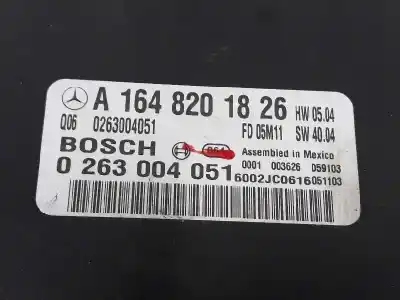 A 164 820 18 26 HW 05.04
Q06 0263004051 FD 05M11 SW 40.04
BOSCH Assembled in Mexico
0001 003626 059103
0 263 004 051 6002JC0616051103